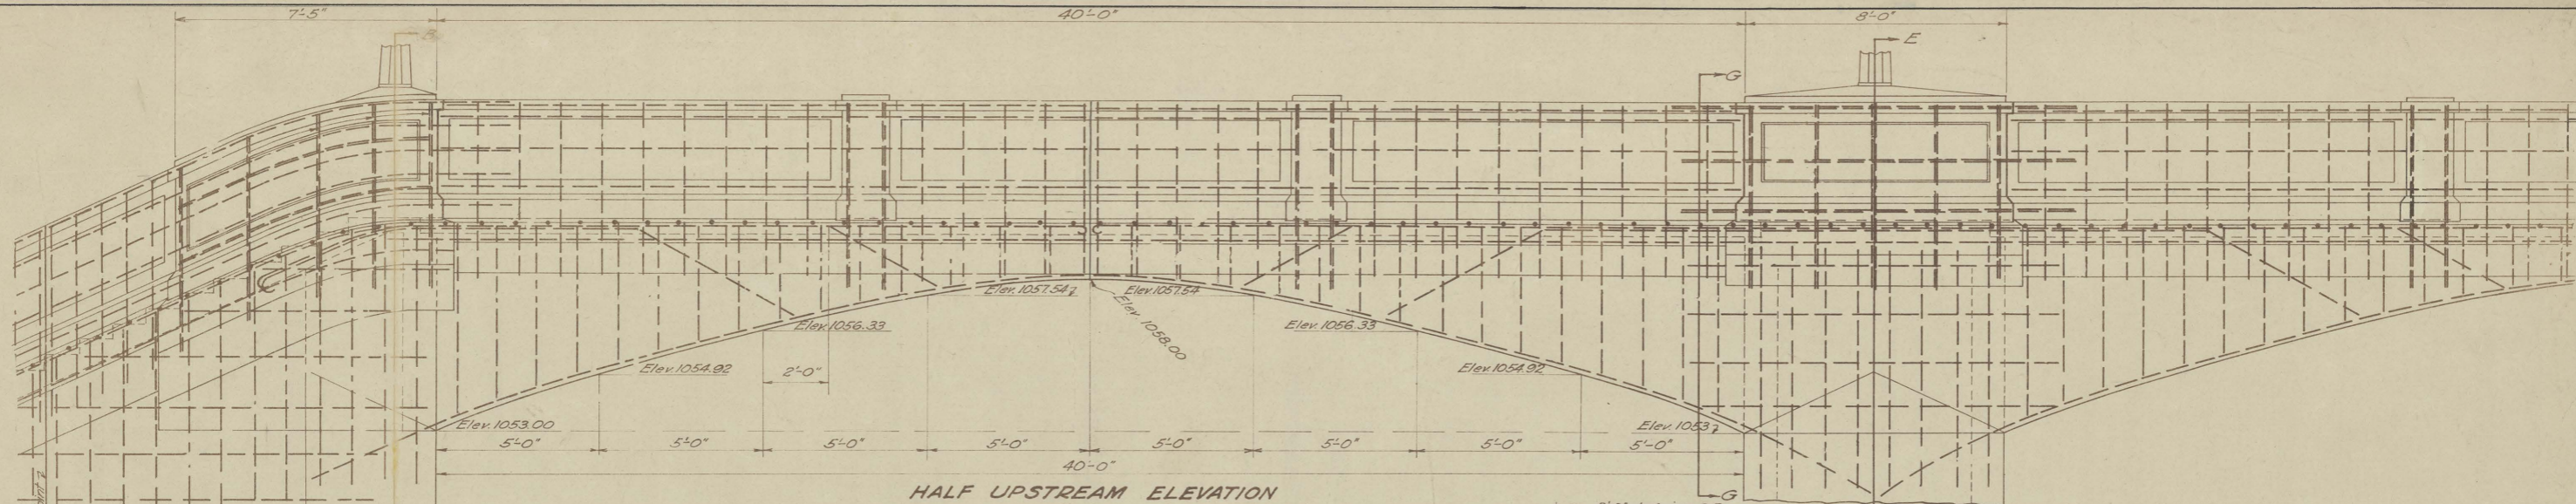 7'-5"
40'-0"
8'-0"
B
E
G
Elev. 1057.54
Elev. 1057.54
Elev. 1058.00
Elev. 1056.33
Elev. 1056.33
Elev. 1054.92
2'-0"
Elev. 1054.92
Elev. 1053.00
Elev. 1053
5'-0"
5'-0"
5'-0"
5'-0"
5'-0"
5'-0"
5'-0"
5'-0"
40'-0"
HALF UPSTREAM ELEVATION
G